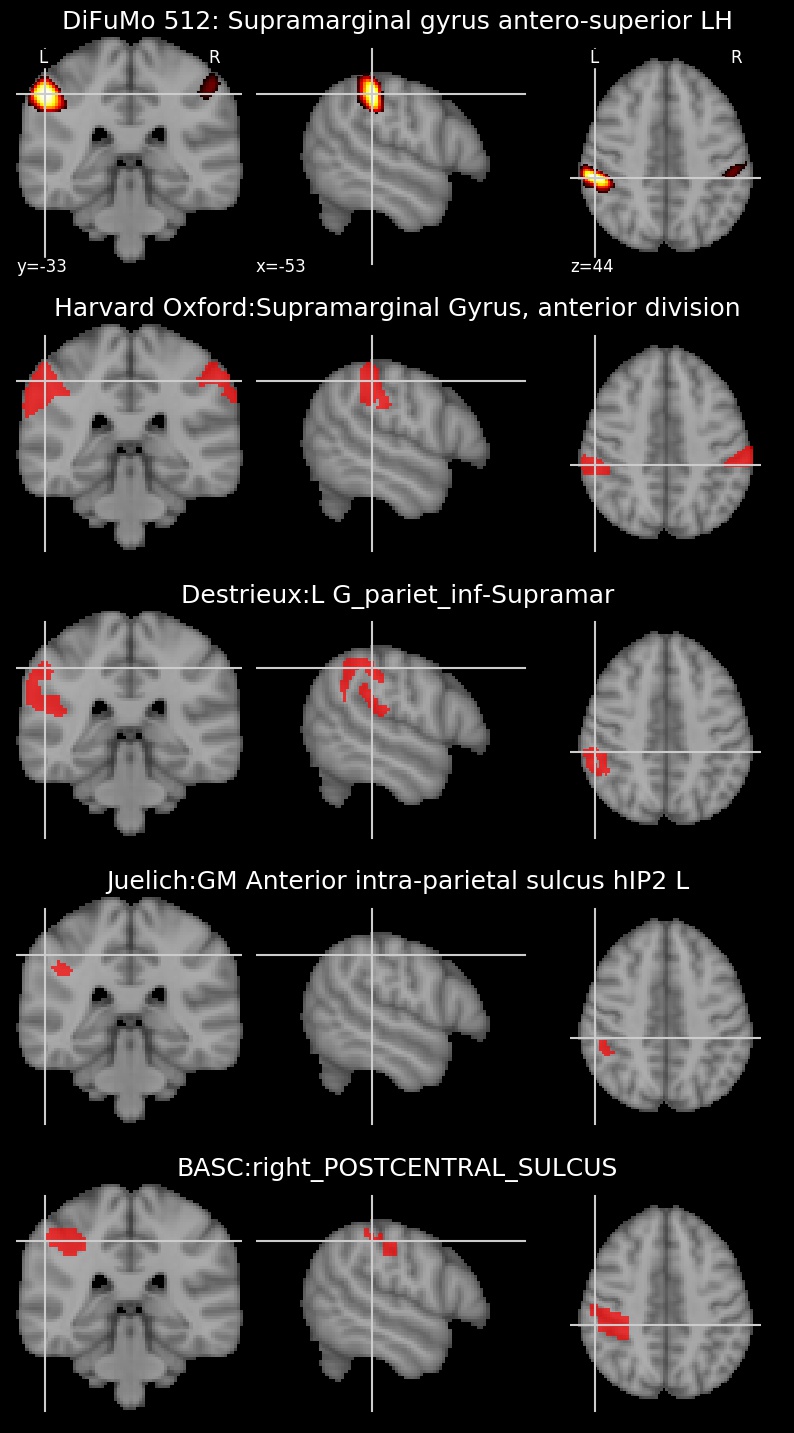 DiFuMo 512: Supramarginal gyrus antero-superior LH
L R L R
y=-33 x=-53 z=44
Harvard Oxford:Supramarginal Gyrus, anterior division
Destrieux:L G_pariet_inf-Supramar
Juelich:GM Anterior intra-parietal sulcus hIP2 L
BASC:right_POSTCENTRAL_SULCUS